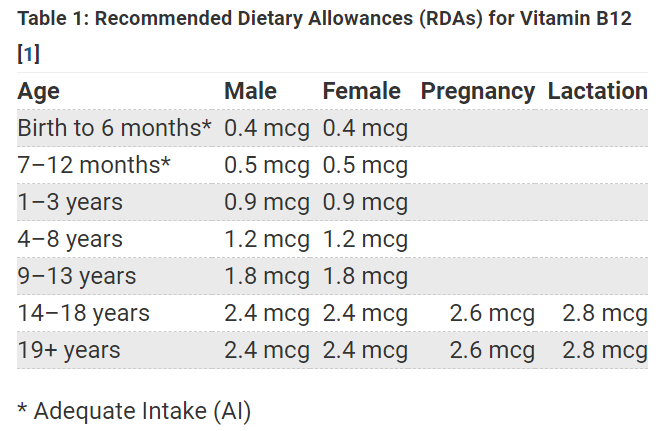 Table 1: Recommended Dietary Allowances (RDAs) for Vitamin B12
[1]
Age Male Female Pregnancy Lactation
Birth to 6 months* 0.4 mcg 0.4 mcg
7–12 months* 0.5 mcg 0.5 mcg
1–3 years 0.9 mcg 0.9 mcg
4–8 years 1.2 mcg 1.2 mcg
9–13 years 1.8 mcg 1.8 mcg
14–18 years 2.4 mcg 2.4 mcg 2.6 mcg 2.8 mcg
19+ years 2.4 mcg 2.4 mcg 2.6 mcg 2.8 mcg
* Adequate Intake (AI)